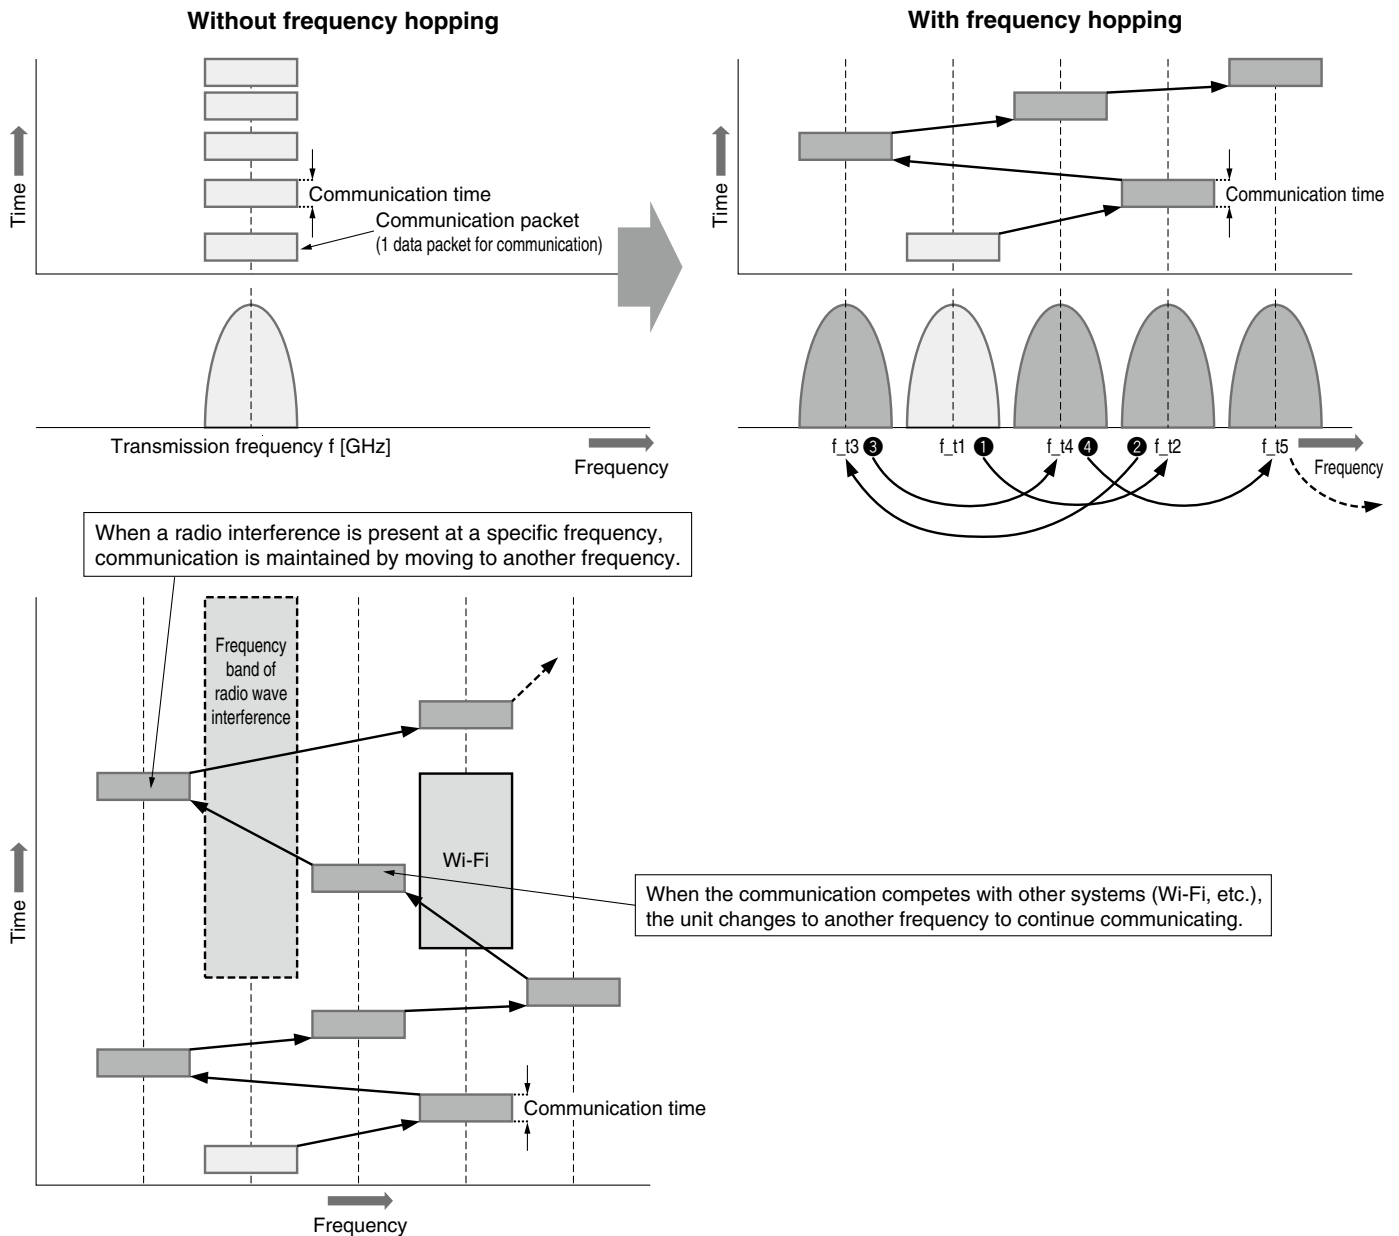 Without frequency hopping
With frequency hopping
Time
Communication time
Communication packet
(1 data packet for communication)
Transmission frequency f [GHz]
Frequency
Time
Communication time
f_t3 ❸
f_t1 ❶
f_t4 ❹
❷ f_t2
f_t5
Frequency
When a radio interference is present at a specific frequency,
communication is maintained by moving to another frequency.
Frequency
band of
radio wave
interference
Wi-Fi
When the communication competes with other systems (Wi-Fi, etc.),
the unit changes to another frequency to continue communicating.
Time
Communication time
Frequency